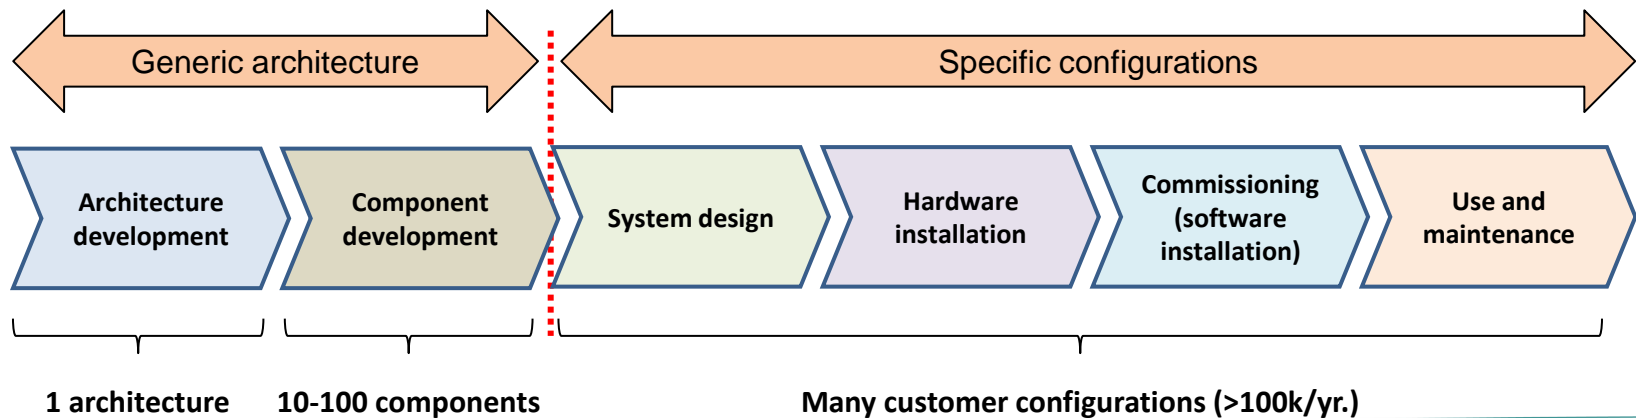 Generic architecture
Specific configurations
Architecture
development
Component
development
System design
Hardware
installation
Commissioning
(software
installation)
Use and
maintenance
1 architecture
10-100 components
Many customer configurations (>100k/yr.)